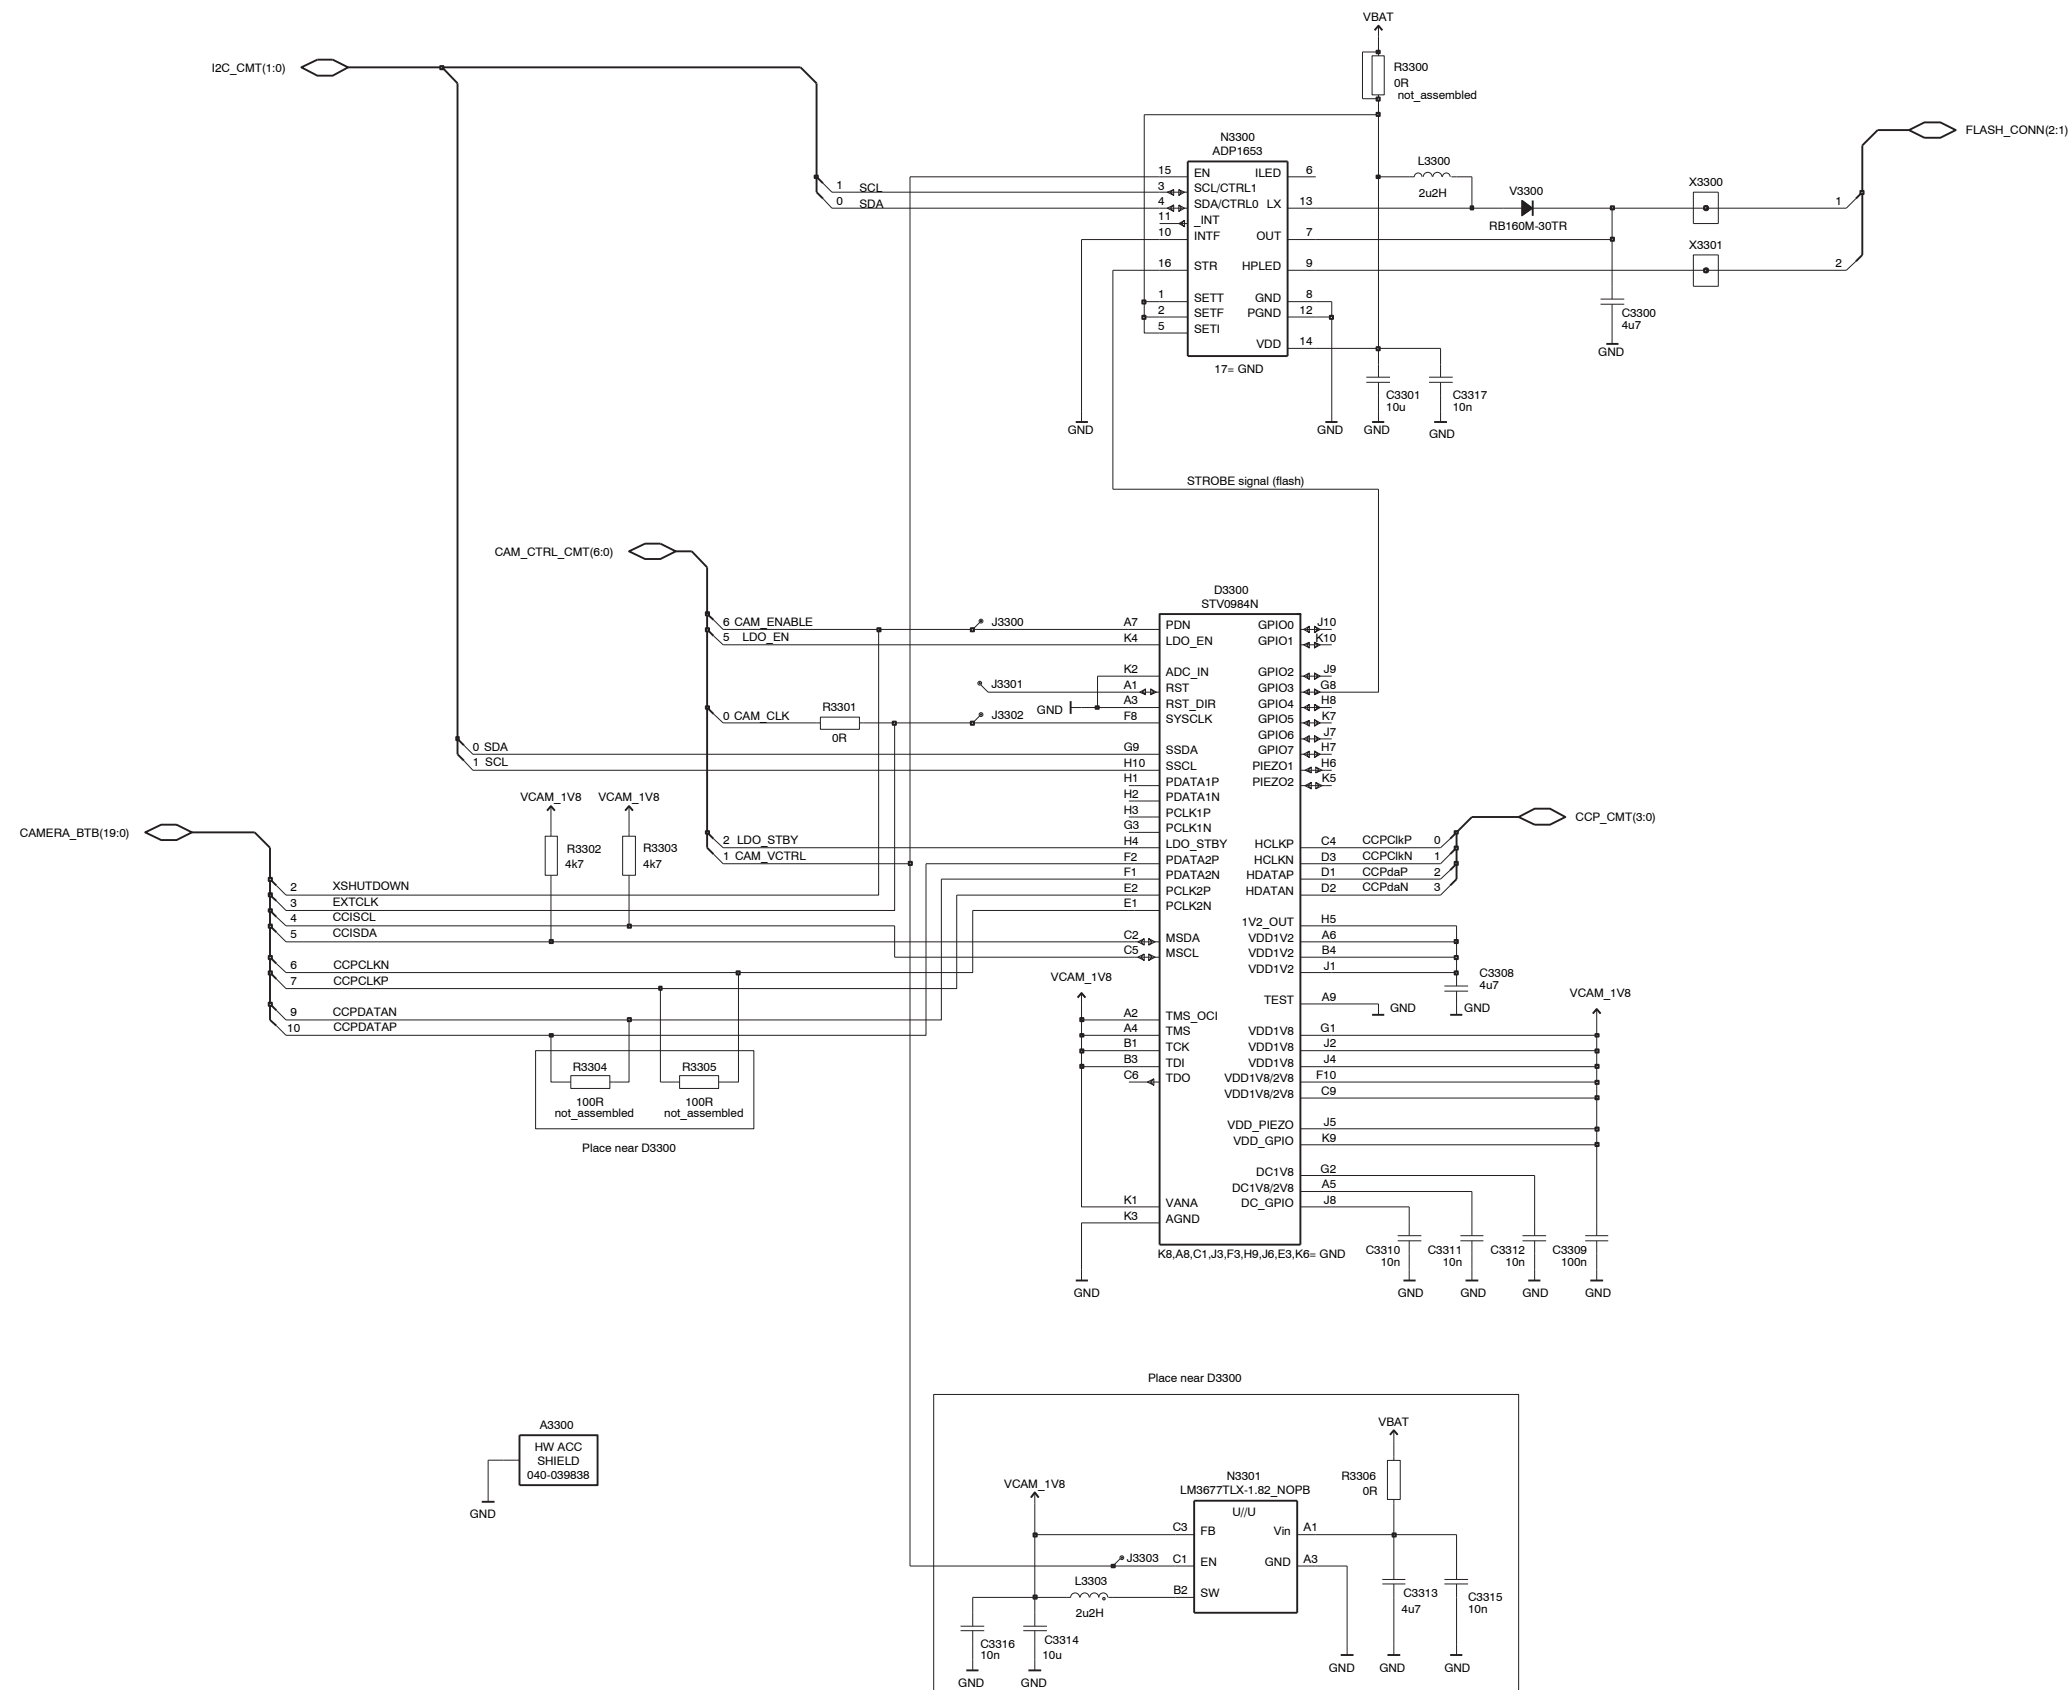 VBAT
R3300
0R
not_assembled
I2C_CMT(1:0)
FLASH_CONN(2:1)
N3300
ADP1653
15 EN ILED 6
1 SCL 3 SCL/CTRL1
0 SDA 4 SDA/CTRL0 LX 13
11 _INT
10 INTF OUT 7
16 STR HPLED 9
1 SETT GND 8
2 SETF PGND 12
5 SETI
VDD 14
17= GND
L3300
2u2H
V3300
RB160M-30TR
X3300
1
X3301
2
C3300
4u7
GND
C3301
10u
C3317
10n
GND
GND
GND
GND
STROBE signal (flash)
CAM_CTRL_CMT(6:0)
D3300
STV0984N
6 CAM_ENABLE J3300 A7 PDN GPIO0 J10
5 LDO_EN K4 LDO_EN GPIO1 K10
K2 ADC_IN GPIO2 J9
J3301 A1 RST GPIO3 G8
GND A3 RST_DIR GPIO4 H8
0 CAM_CLK R3301 J3302 F8 SYSCLK GPIO5 K7
0R
GPIO6 J7
0 SDA G9 SSDA GPIO7 H7
1 SCL H10 SSCL PIEZO1 H6
H1 PDATA1P PIEZO2 K5
H2 PDATA1N
H3 PCLK1P
G3 PCLK1N
VCAM_1V8 VCAM_1V8
CAMERA_BTB(19:0)
CCP_CMT(3:0)
R3302
4k7
R3303
4k7
2 LDO_STBY H4 LDO_STBY HCLKP C4 CCPClkP 0
1 CAM_VCTRL F2 PDATA2P HCLKN D3 CCPClkN 1
F1 PDATA2N HDATAP D1 CCPdaP 2
2 XSHUTDOWN E2 PCLK2P HDATAN D2 CCPdaN 3
3 EXTCLK E1 PCLK2N
4 CCISCL 1V2_OUT H5
5 CCISDA C2 MSDA VDD1V2 A6
C5 MSCL VDD1V2 B4
6 CCPCLKN VDD1V2 J1
7 CCPCLKP
VCAM_1V8
C3308
4u7
GND
VCAM_1V8
TEST A9 GND
9 CCPDATAN A2 TMS_OCI
10 CCPDATAP A4 TMS VDD1V8 G1
B1 TCK VDD1V8 J2
B3 TDI VDD1V8 J4
C6 TDO VDD1V8/2V8 F10
VDD1V8/2V8 C9
R3304
100R
not_assembled
R3305
100R
not_assembled
Place near D3300
VDD_PIEZO J5
VDD_GPIO K9
DC1V8 G2
DC1V8/2V8 A5
K1 VANA DC_GPIO J8
K3 AGND
K8,A8,C1,J3,F3,H9,J6,E3,K6= GND
C3310
10n
C3311
10n
C3312
10n
C3309
100n
GND
GND
GND
GND
GND
Place near D3300
A3300
HW ACC
SHIELD
040-039838
GND
VBAT
R3306
0R
VCAM_1V8
N3301
LM3677TLX-1.82_NOPB
U//U
C3 FB Vin A1
J3303 C1 EN GND A3
L3303
2u2H
B2 SW
C3313
4u7
C3315
10n
C3316
10n
C3314
10u
GND
GND
GND
GND
GND